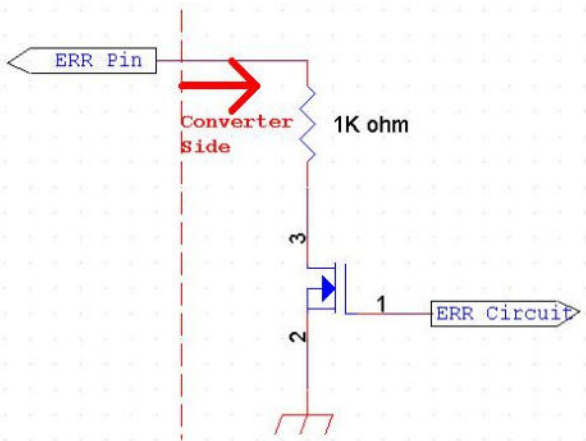 ERR Pin
Converter
Side
1K ohm
3
1
ERR Circuit
2